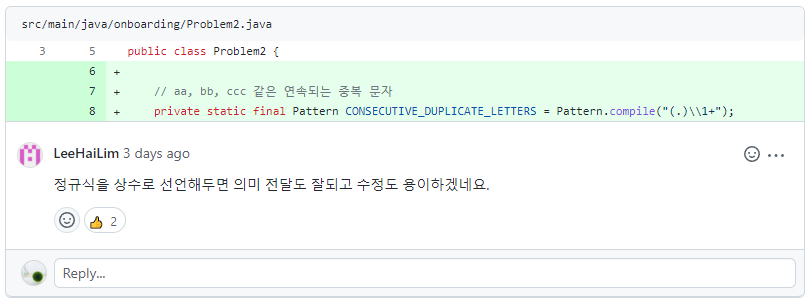 src/main/java/onboarding/Problem2.java
3 5 public class Problem2 {
6 +
7 + // aa, bb, ccc 같은 연속되는 중복 문자
8 + private static final Pattern CONSECUTIVE_DUPLICATE_LETTERS = Pattern.compile("(.)\\1+");
LeeHaiLim 3 days ago
정규식을 상수로 선언해두면 의미 전달도 잘되고 수정도 용이하겠네요.
👍 2
Reply...